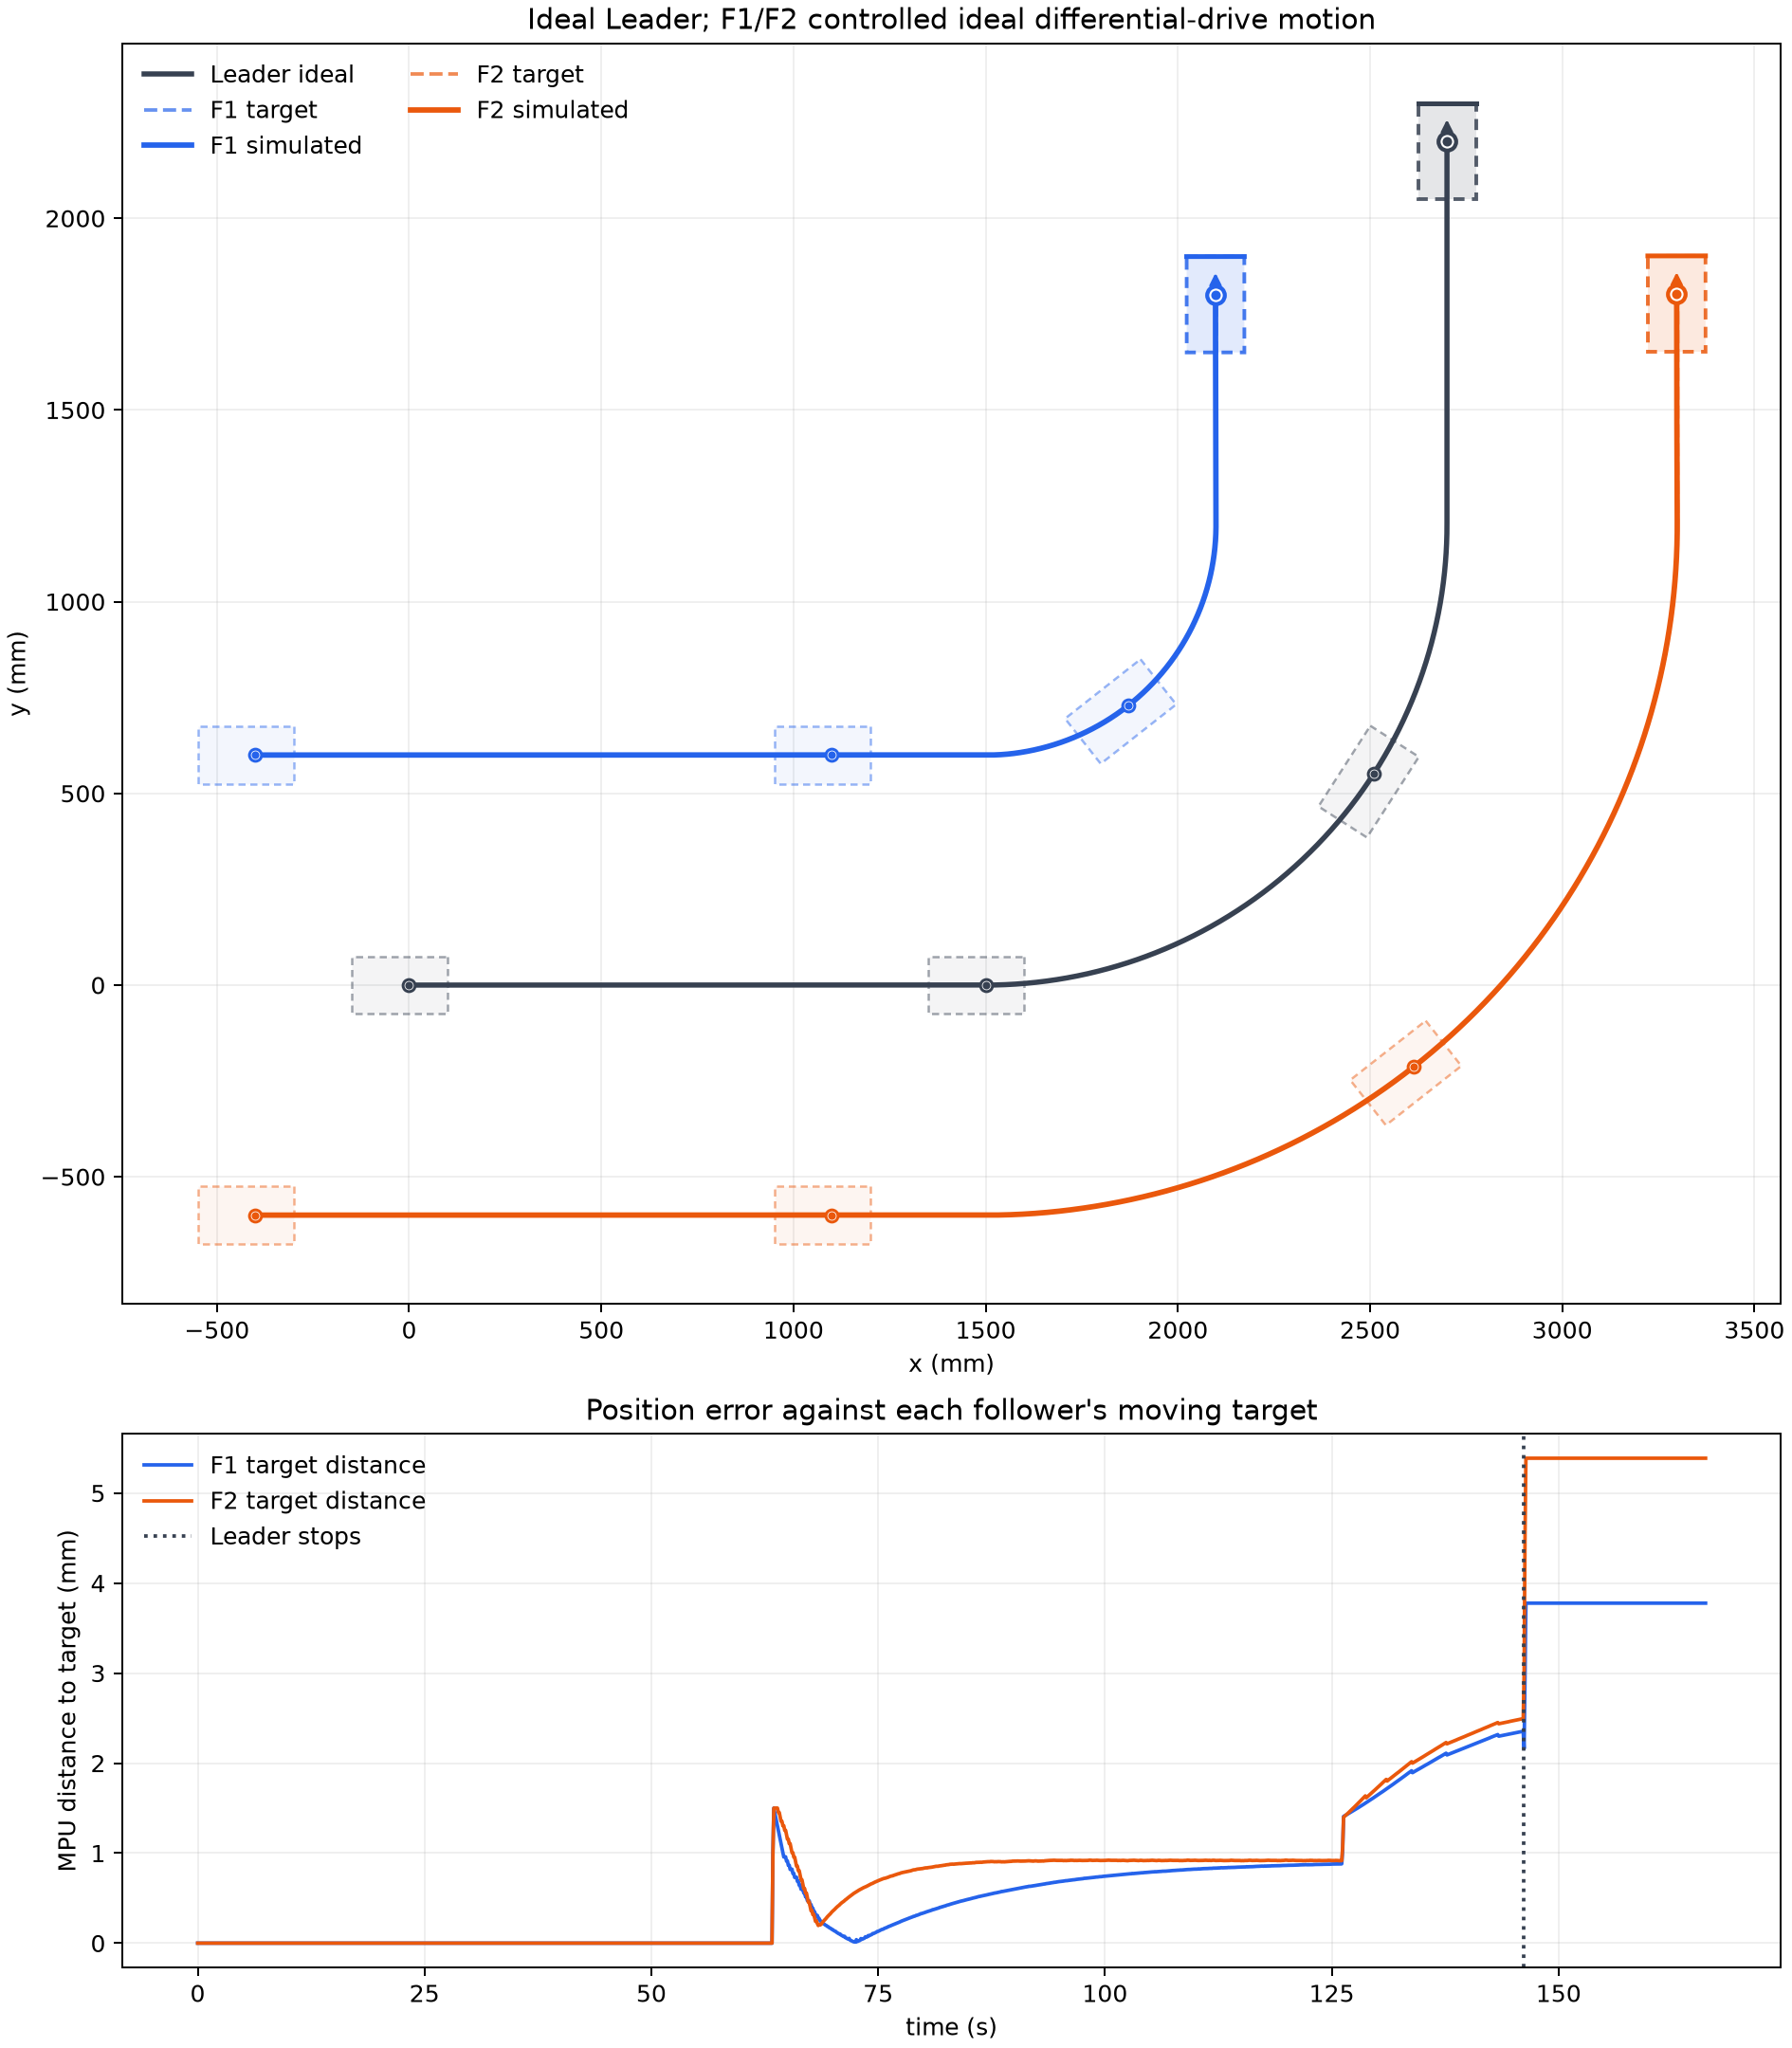 Ideal Leader; F1/F2 controlled ideal differential-drive motion
Leader ideal
F1 target
F1 simulated
F2 target
F2 simulated
y (mm)
2000
1500
1000
500
0
−500
−500
0
500
1000
1500
2000
2500
3000
3500
x (mm)
Position error against each follower's moving target
F1 target distance
F2 target distance
Leader stops
MPU distance to target (mm)
5
4
3
2
1
0
0
25
50
75
100
125
150
time (s)